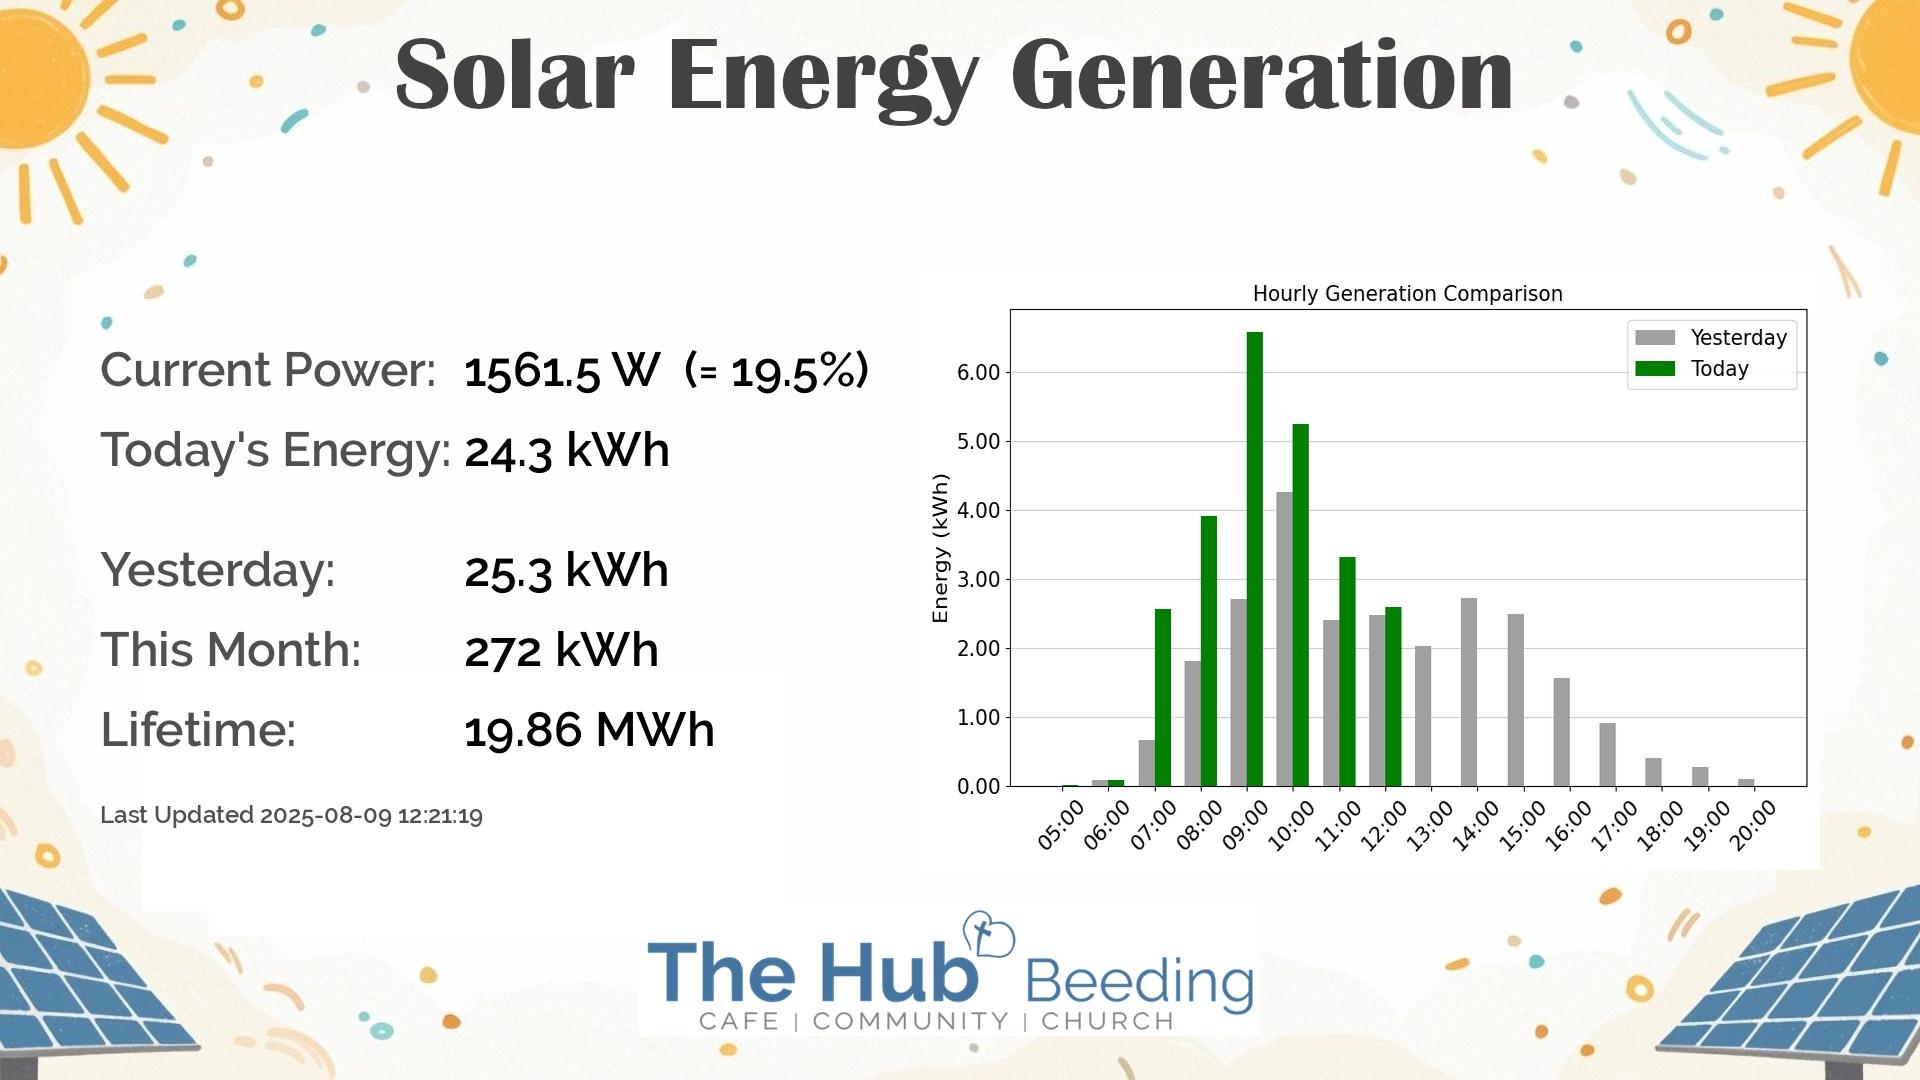 Solar Energy Generation
Current Power: 1561.5 W (= 19.5%)
Today's Energy: 24.3 kWh
Yesterday: 25.3 kWh
This Month: 272 kWh
Lifetime: 19.86 MWh
Last Updated 2025-08-09 12:21:19
Hourly Generation Comparison
Yesterday
Today
Energy (kWh)
6.00
5.00
4.00
3.00
2.00
1.00
0.00
05:00 06:00 07:00 08:00 09:00 10:00 11:00 12:00 13:00 14:00 15:00 16:00 17:00 18:00 19:00 20:00
The Hub Beeding
CAFE | COMMUNITY | CHURCH